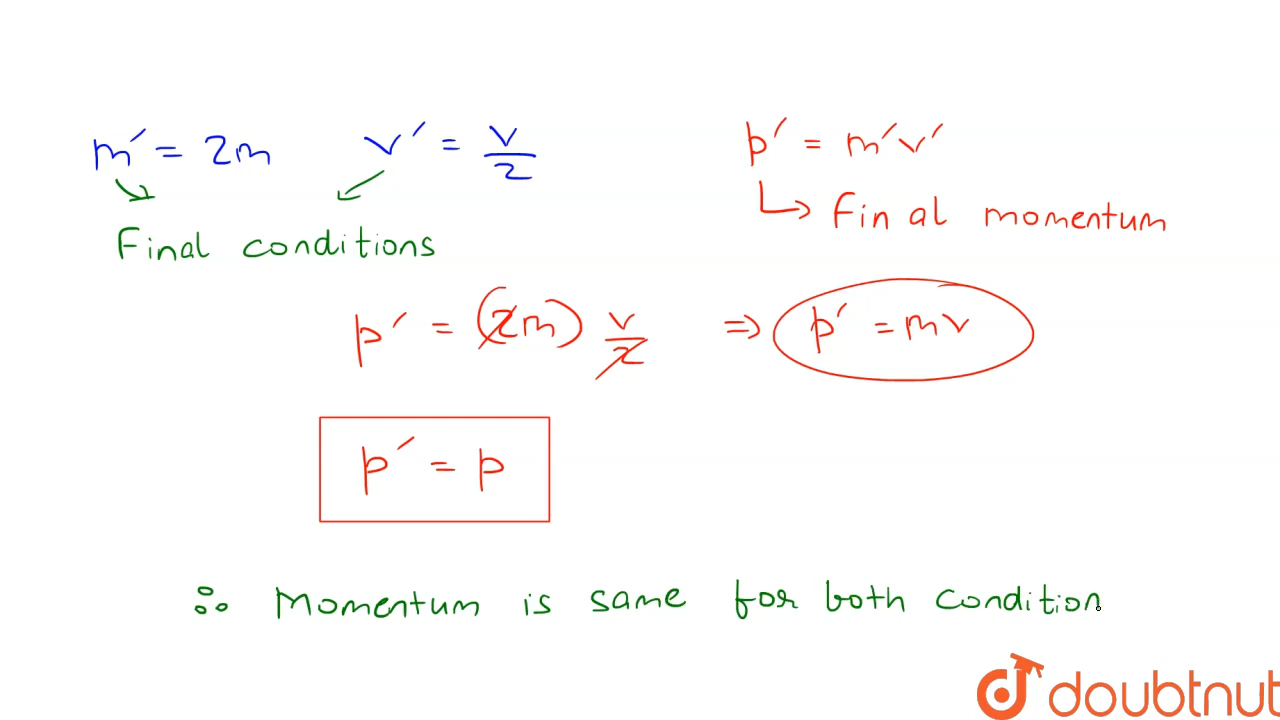 m′ = 2m v′ = v/2 p′ = m′v′
Final conditions
Final momentum
p′ = (2m) v/2 ⇒ p′ = mv
p′ = p
∴ Momentum is same for both condition
doubtnut